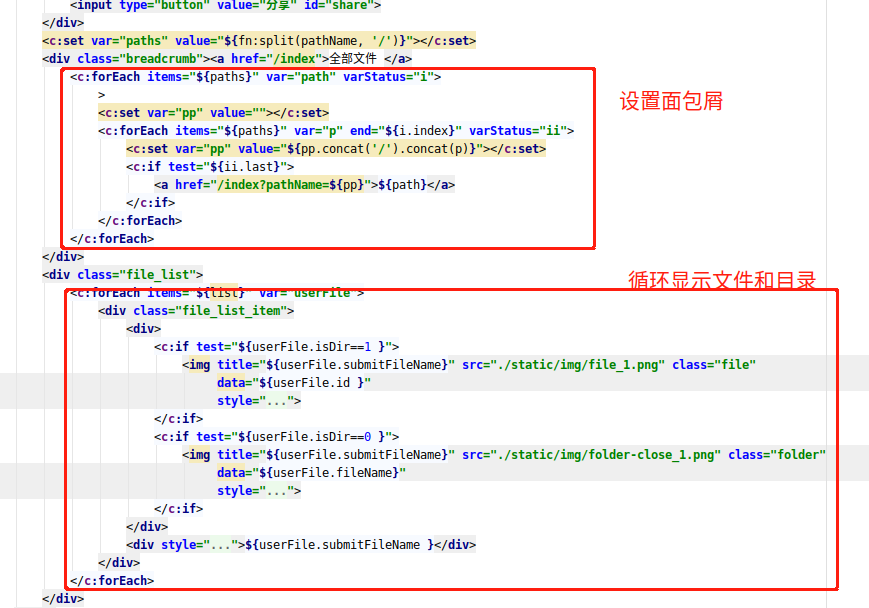 <input type="button" value="分享" id="share">
</div>
<c:set var="paths" value="${fn:split(pathName, '/')}"></c:set>
<div class="breadcrumb"><a href="/index">全部文件 </a>
<c:forEach items="${paths}" var="path" varStatus="i">
>
设置面包屑
<c:set var="pp" value=""></c:set>
<c:forEach items="${paths}" var="p" end="${i.index}" varStatus="ii">
<c:set var="pp" value="${pp.concat('/').concat(p)}"></c:set>
<c:if test="${ii.last}">
<a href="/index?pathName=${pp}">${path}</a>
</c:if>
</c:forEach>
</c:forEach>
</div>
<div class="file_list">
循环显示文件和目录
<c:forEach items="${list}" var="userFile">
<div class="file_list_item">
<div>
<c:if test="${userFile.isDir==1 }">
<img title="${userFile.submitFileName}" src="./static/img/file_1.png" class="file"
data="${userFile.id }"
style="...">
</c:if>
<c:if test="${userFile.isDir==0 }">
<img title="${userFile.submitFileName}" src="./static/img/folder-close_1.png" class="folder"
data="${userFile.fileName}"
style="...">
</c:if>
</div>
<div style="...">${userFile.submitFileName }</div>
</div>
</c:forEach>
</div>